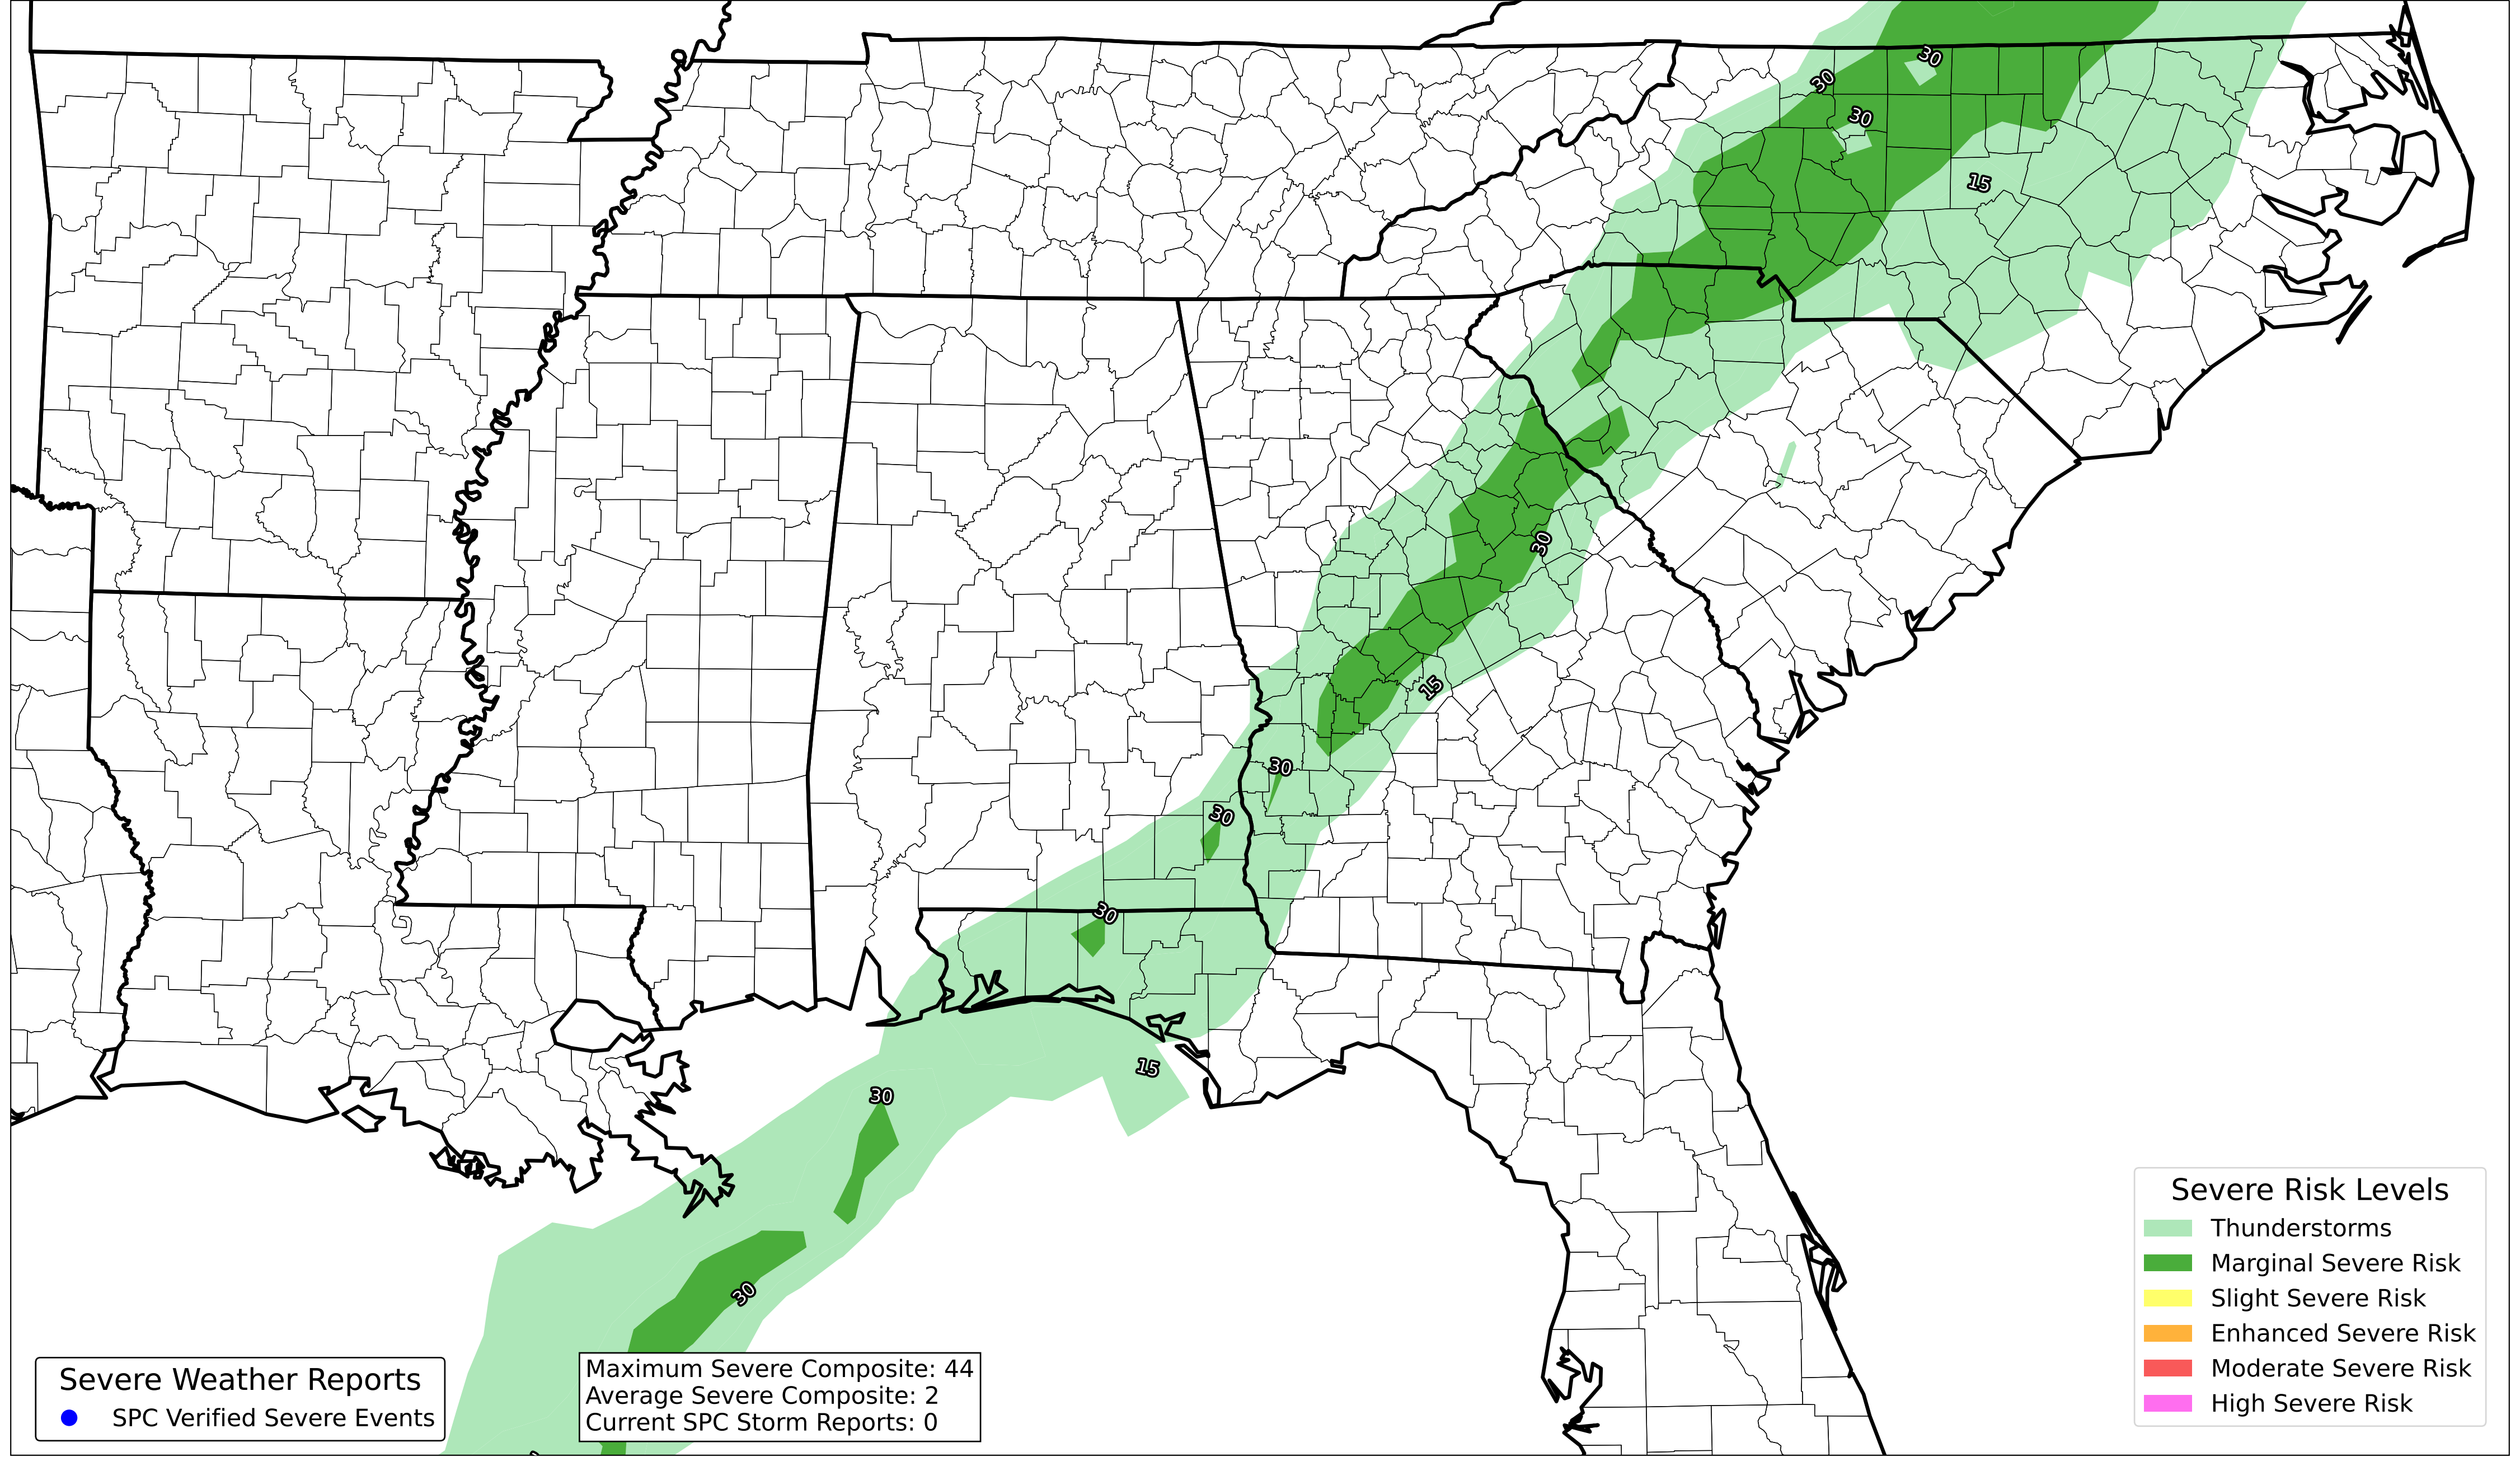 30
30
30
15
30
15
30
30
30
15
30
30
Severe Risk Levels
Thunderstorms
Marginal Severe Risk
Slight Severe Risk
Enhanced Severe Risk
Moderate Severe Risk
High Severe Risk
Severe Weather Reports
SPC Verified Severe Events
Maximum Severe Composite: 44
Average Severe Composite: 2
Current SPC Storm Reports: 0